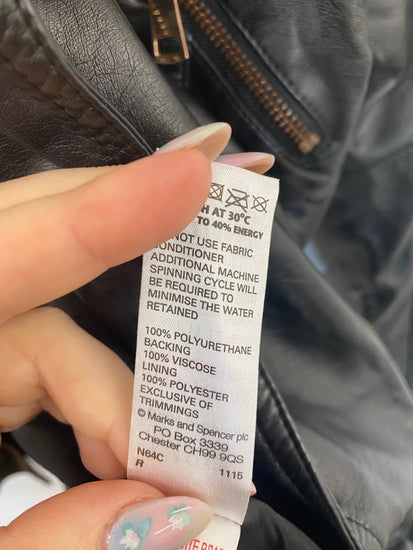 H AT 30°C
TO 40% ENERGY
NOT USE FABRIC
CONDITIONER
ADDITIONAL MACHINE
SPINNING CYCLE WILL
BE REQUIRED TO
MINIMISE THE WATER
RETAINED
100% POLYURETHANE
BACKING
100% VISCOSE
LINING
100% POLYESTER
EXCLUSIVE OF
TRIMMINGS
© Marks and Spencer plc
PO Box 3339
Chester CH99 9QS
N64C
R 1115